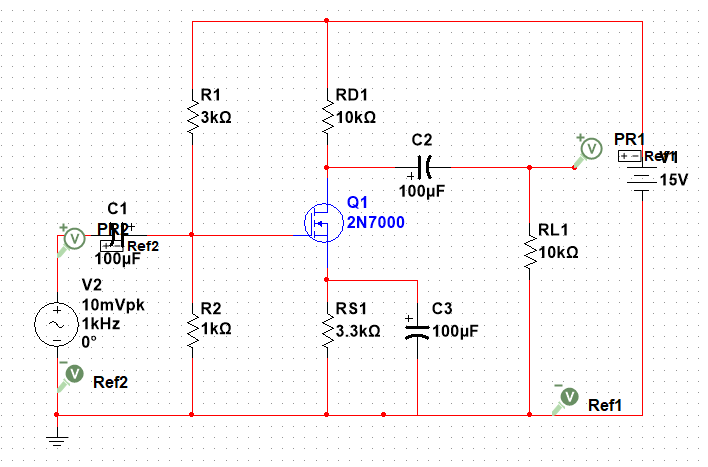 R1
3kΩ
RD1
10kΩ
C2
100µF
PR1
Ref1
V1
15V
Q1
2N7000
C1
PR2
Ref2
100µF
RL1
10kΩ
V2
10mVpk
1kHz
0°
R2
1kΩ
RS1
3.3kΩ
C3
100µF
Ref2
Ref1
V
V
V
V